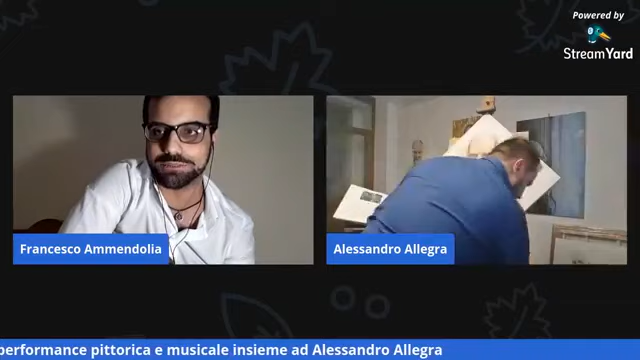 Powered by
StreamYard
Francesco Ammendolia
Alessandro Allegra
performance pittorica e musicale insieme ad Alessandro Allegra